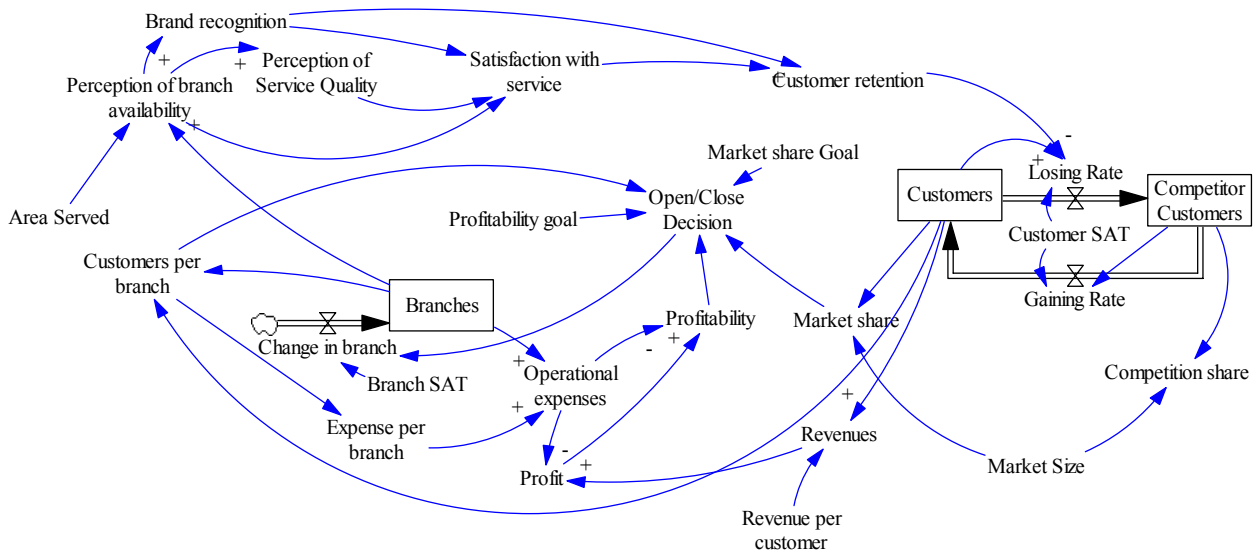 Brand recognition
+
+
Perception of
Service Quality
Satisfaction with
service
+
Customer retention
Perception of branch
availability
+
-
+
Losing Rate
Market share Goal
Customers
Competitor
Customers
Open/Close
Decision
Area Served
Profitability goal
Customer SAT
Customers per
branch
Branches
Gaining Rate
Profitability
Market share
Change in branch
+
-
+
Operational
expenses
Branch SAT
Competition share
+
+
Expense per
branch
Revenues
-
+
Profit
Market Size
Revenue per
customer